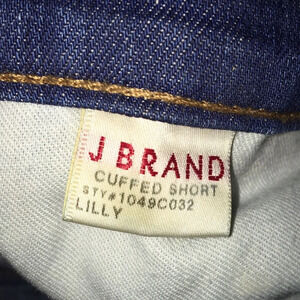 J BRAND
CUFFED SHORT
STY#1049C032
LILLY